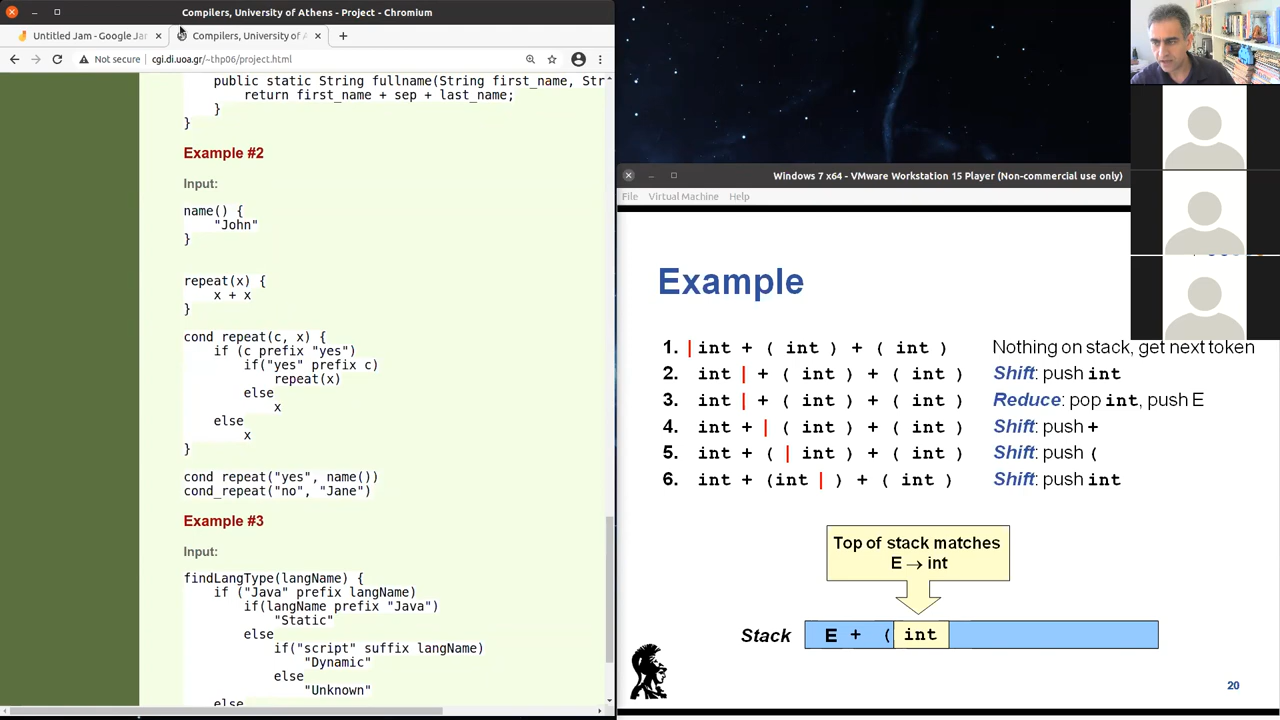 Compilers, University of Athens - Project - Chromium
Untitled Jam - Google Jam
Compilers, University of A
Not secure | cgi.di.uoa.gr/~thp06/project.html
public static String fullname(String first_name, Str
return first_name + sep + last_name;
}
}
Example #2
Input:
name() {
"John"
}
repeat(x) {
x + x
}
cond_repeat(c, x) {
if (c prefix "yes")
if("yes" prefix c)
repeat(x)
else
x
else
x
}
cond_repeat("yes", name())
cond_repeat("no", "Jane")
Example #3
Input:
findLangType(langName) {
if ("Java" prefix langName)
if(langName prefix "Java")
"Static"
else
if("script" suffix langName)
"Dynamic"
else
"Unknown"
else
Windows 7 x64 - VMware Workstation 15 Player (Non-commercial use only)
File Virtual Machine Help
Example
1. | int + ( int ) + ( int ) Nothing on stack, get next token
2. int | + ( int ) + ( int ) Shift: push int
3. int | + ( int ) + ( int ) Reduce: pop int, push E
4. int + | ( int ) + ( int ) Shift: push +
5. int + ( | int ) + ( int ) Shift: push (
6. int + (int | ) + ( int ) Shift: push int
Top of stack matches
E → int
Stack E + ( int
20